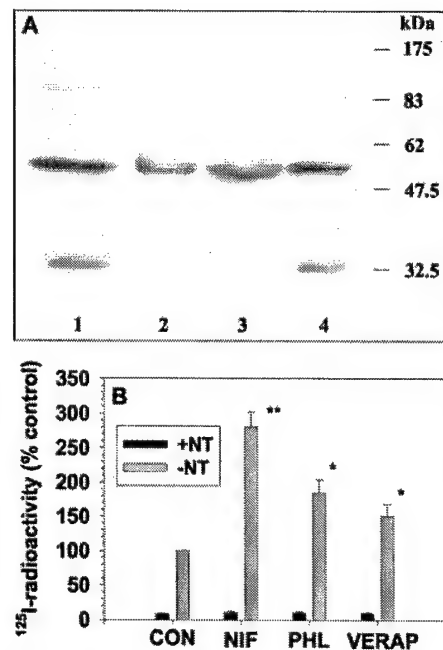 A
kDa
175
83
62
47.5
32.5
1 2 3 4
B
350
300
250
200
150
100
50
0
125I-radioactivity (% control)
+NT
-NT
**
*
*
CON NIF PHL VERAP